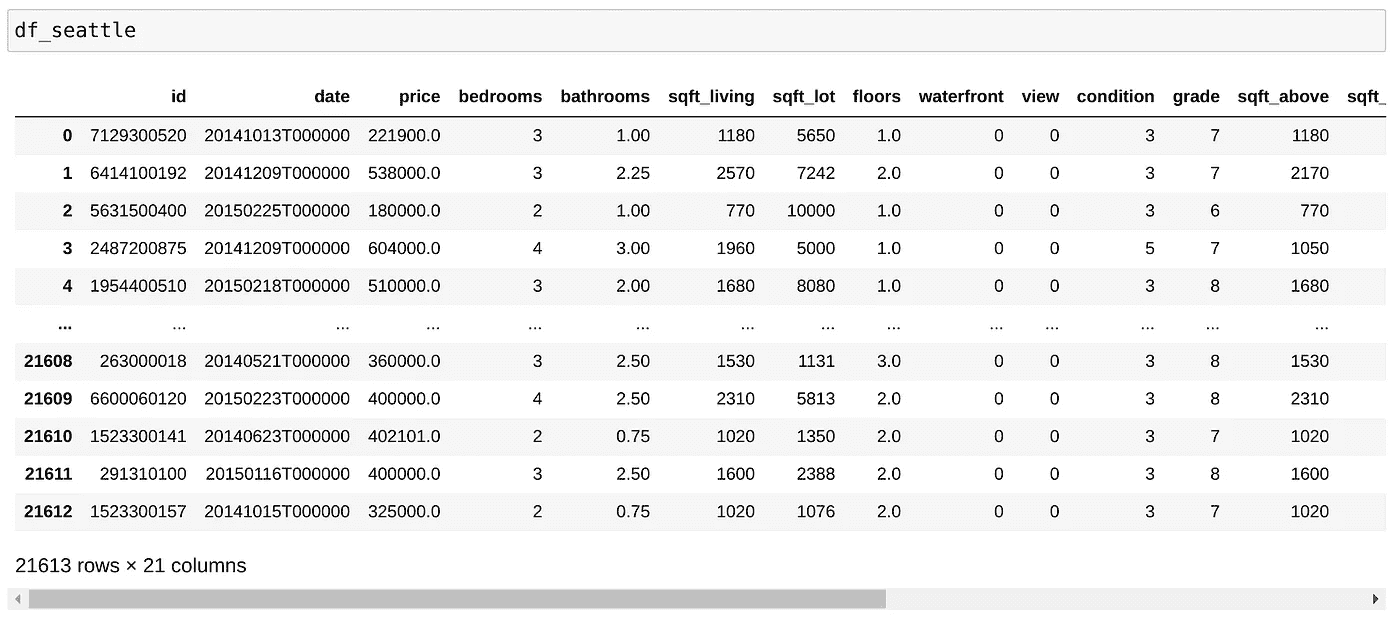 df_seattle
id date price bedrooms bathrooms sqft_living sqft_lot floors waterfront view condition grade sqft_above sqft_
0 7129300520 20141013T000000 221900.0 3 1.00 1180 5650 1.0 0 0 3 7 1180
1 6414100192 20141209T000000 538000.0 3 2.25 2570 7242 2.0 0 0 3 7 2170
2 5631500400 20150225T000000 180000.0 2 1.00 770 10000 1.0 0 0 3 6 770
3 2487200875 20141209T000000 604000.0 4 3.00 1960 5000 1.0 0 0 5 7 1050
4 1954400510 20150218T000000 510000.0 3 2.00 1680 8080 1.0 0 0 3 8 1680
... ... ... ... ... ... ... ... ... ... ... ... ... ...
21608 263000018 20140521T000000 360000.0 3 2.50 1530 1131 3.0 0 0 3 8 1530
21609 6600060120 20150223T000000 400000.0 4 2.50 2310 5813 2.0 0 0 3 8 2310
21610 1523300141 20140623T000000 402101.0 2 0.75 1020 1350 2.0 0 0 3 7 1020
21611 291310100 20150116T000000 400000.0 3 2.50 1600 2388 2.0 0 0 3 8 1600
21612 1523300157 20141015T000000 325000.0 2 0.75 1020 1076 2.0 0 0 3 7 1020
21613 rows × 21 columns